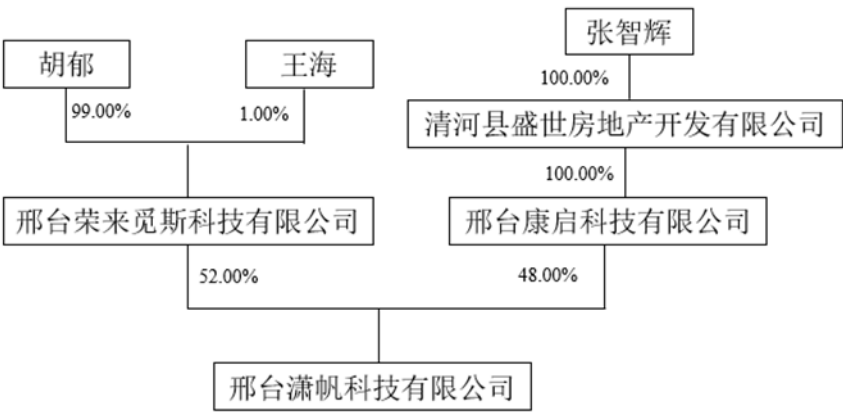 张智辉
胡郁
王海
100.00%
99.00%
1.00%
清河县盛世房地产开发有限公司
100.00%
邢台荣来觅斯科技有限公司
邢台康启科技有限公司
52.00%
48.00%
邢台潇帆科技有限公司